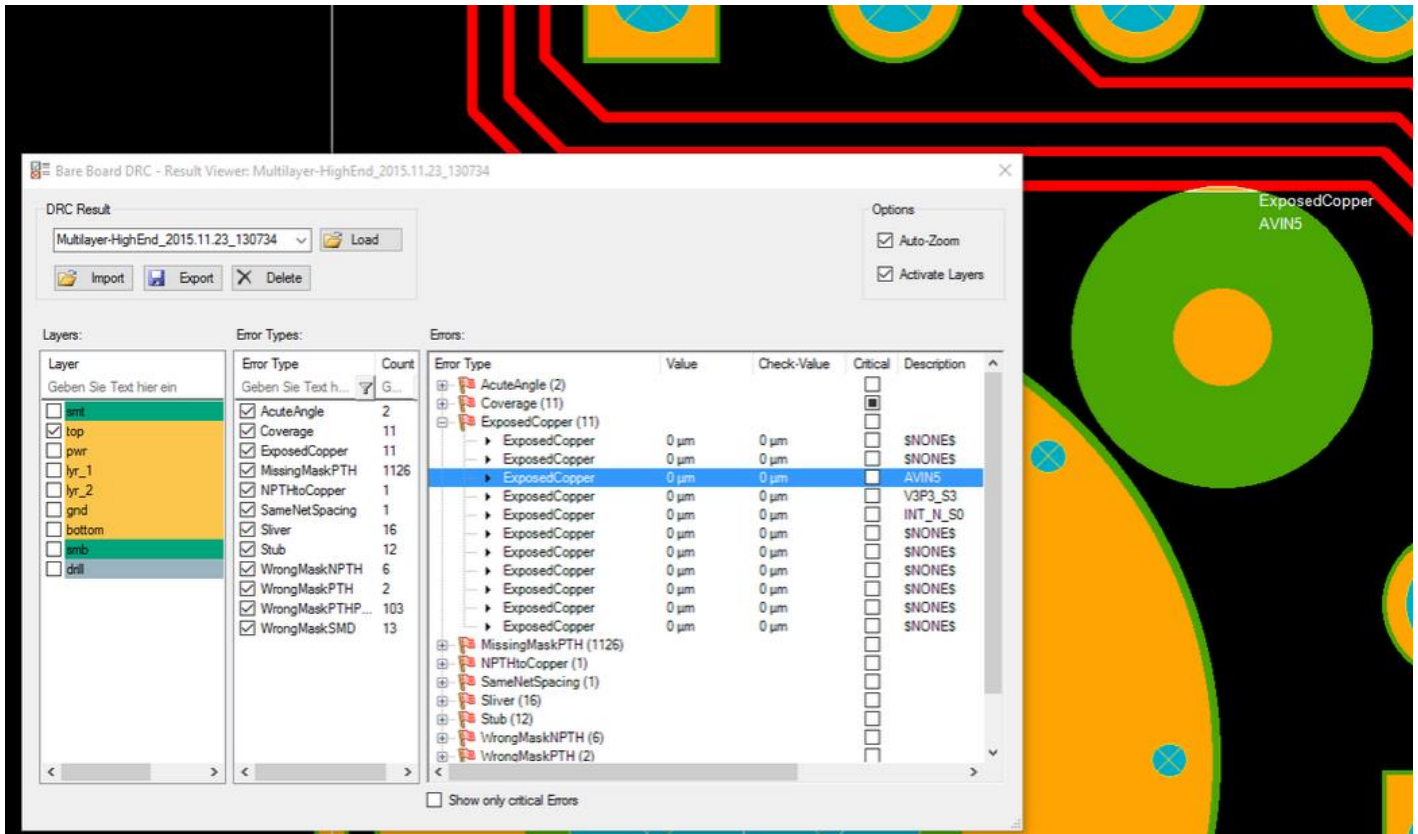 Bare Board DRC - Result Viewer: Multilayer-HighEnd_2015.11.23_130734
DRC Result
Multilayer-HighEnd_2015.11.23_130734
Load
Import Export Delete
Options
Auto-Zoom
Activate Layers
ExposedCopper
AVIN5
Layers:
Layer
Geben Sie Text hier ein
smt
top
pwr
lyr_1
lyr_2
gnd
bottom
smb
drill
Error Types:
Error Type Count
Geben Sie Text h... G...
AcuteAngle 2
Coverage 11
ExposedCopper 11
MissingMaskPTH 1126
NPTHtoCopper 1
SameNetSpacing 1
Sliver 16
Stub 12
WrongMaskNPTH 6
WrongMaskPTH 2
WrongMaskPTHP... 103
WrongMaskSMD 13
Errors:
Error Type Value Check-Value Critical Description
AcuteAngle (2)
Coverage (11)
ExposedCopper (11)
ExposedCopper 0 µm 0 µm $NONE$
ExposedCopper 0 µm 0 µm $NONE$
ExposedCopper 0 µm 0 µm AVIN5
ExposedCopper 0 µm 0 µm V3P3_S3
ExposedCopper 0 µm 0 µm INT_N_S0
ExposedCopper 0 µm 0 µm $NONE$
ExposedCopper 0 µm 0 µm $NONE$
ExposedCopper 0 µm 0 µm $NONE$
ExposedCopper 0 µm 0 µm $NONE$
ExposedCopper 0 µm 0 µm $NONE$
ExposedCopper 0 µm 0 µm $NONE$
MissingMaskPTH (1126)
NPTHtoCopper (1)
SameNetSpacing (1)
Sliver (16)
Stub (12)
WrongMaskNPTH (6)
WrongMaskPTH (2)
Show only critical Errors